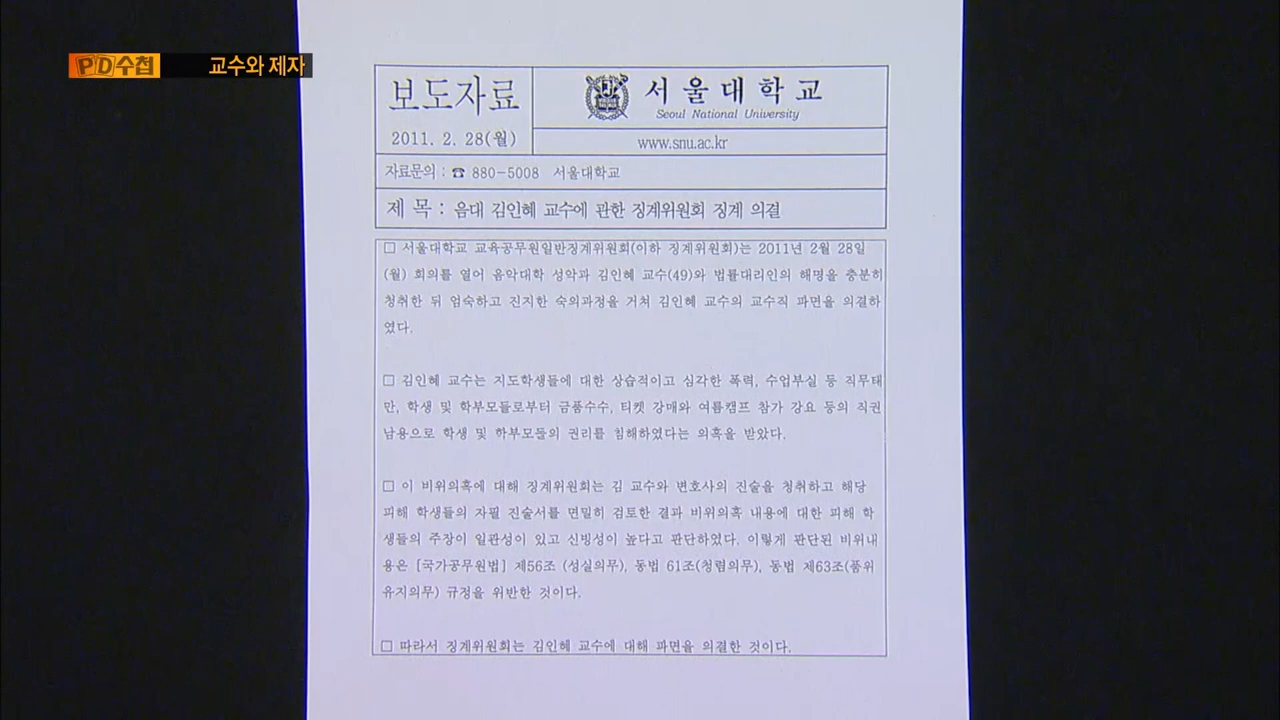 PD수첩 교수와 제자
보도자료
2011. 2. 28(월)
서울대학교
Seoul National University
www.snu.ac.kr
자료문의 : ☎ 880-5008 서울대학교
제 목 : 음대 김인혜 교수에 관한 징계위원회 징계 의결
□ 서울대학교 교육공무원일반징계위원회(이하 징계위원회)는 2011년 2월 28일
(월) 회의를 열어 음악대학 성악과 김인혜 교수(49)와 법률대리인의 해명을 충분히
청취한 뒤 엄숙하고 진지한 숙의과정을 거쳐 김인혜 교수의 교수직 파면을 의결하
였다.
□ 김인혜 교수는 지도학생들에 대한 상습적이고 심각한 폭력, 수업부실 등 직무태
만, 학생 및 학부모들로부터 금품수수, 티켓 강매와 여름캠프 참가 강요 등의 직권
남용으로 학생 및 학부모들의 권리를 침해하였다는 의혹을 받았다.
□ 이 비위의혹에 대해 징계위원회는 김 교수와 변호사의 진술을 청취하고 해당
피해 학생들의 자필 진술서를 면밀히 검토한 결과 비위의혹 내용에 대한 피해 학
생들의 주장이 일관성이 있고 신빙성이 높다고 판단하였다. 이렇게 판단된 비위내
용은 [국가공무원법] 제56조 (성실의무), 동법 61조(청렴의무), 동법 제63조(품위
유지의무) 규정을 위반한 것이다.
□ 따라서 징계위원회는 김인혜 교수에 대해 파면을 의결한 것이다.